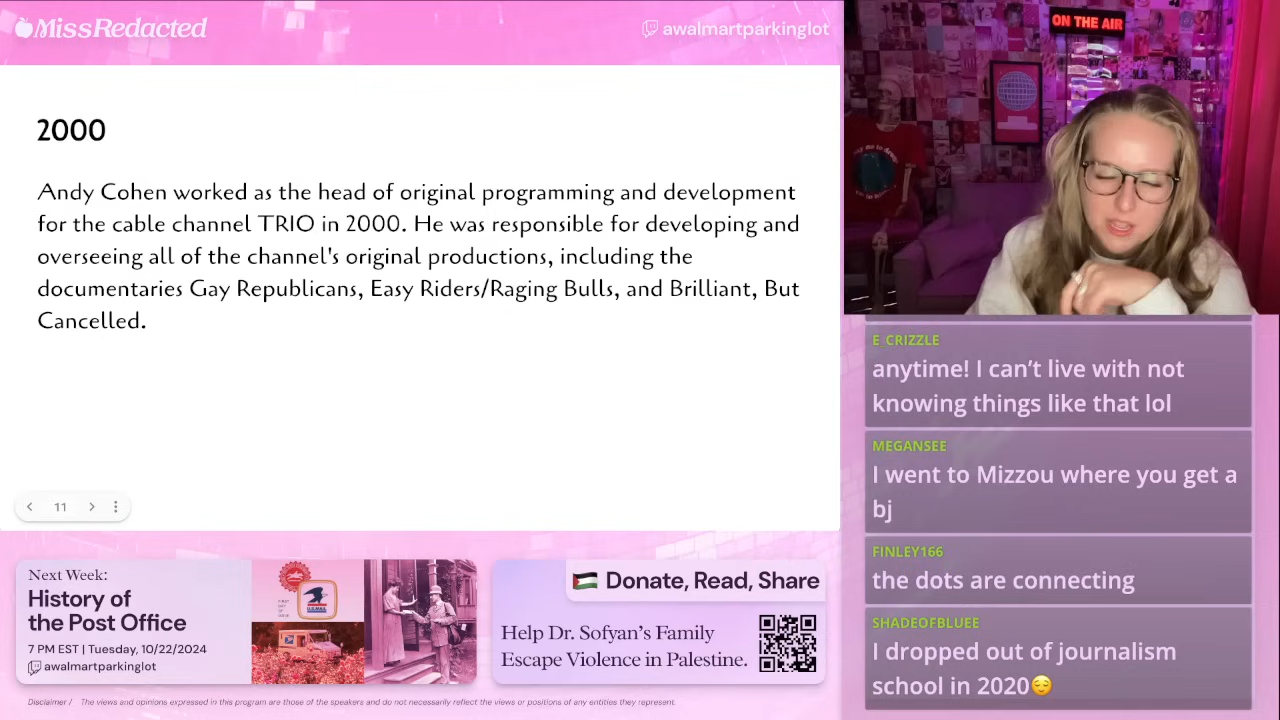 MissRedacted
awalmartparkinglot
ON THE AIR
2000
Andy Cohen worked as the head of original programming and development
for the cable channel TRIO in 2000. He was responsible for developing and
overseeing all of the channel's original productions, including the
documentaries Gay Republicans, Easy Riders/Raging Bulls, and Brilliant, But
Cancelled.
11
E_CRIZZLE
anytime! I can’t live with not
knowing things like that lol
MEGANSEE
I went to Mizzou where you get a
bj
FINLEY166
the dots are connecting
SHADEOFBLUEE
I dropped out of journalism
school in 2020😌
Next Week:
History of
the Post Office
7 PM EST | Tuesday, 10/22/2024
awalmartparkinglot
U.S.MAIL
🇵🇸 Donate, Read, Share
Help Dr. Sofyan’s Family
Escape Violence in Palestine.
Disclaimer / The views and opinions expressed in this program are those of the speakers and do not necessarily reflect the views or positions of any entities they represent.